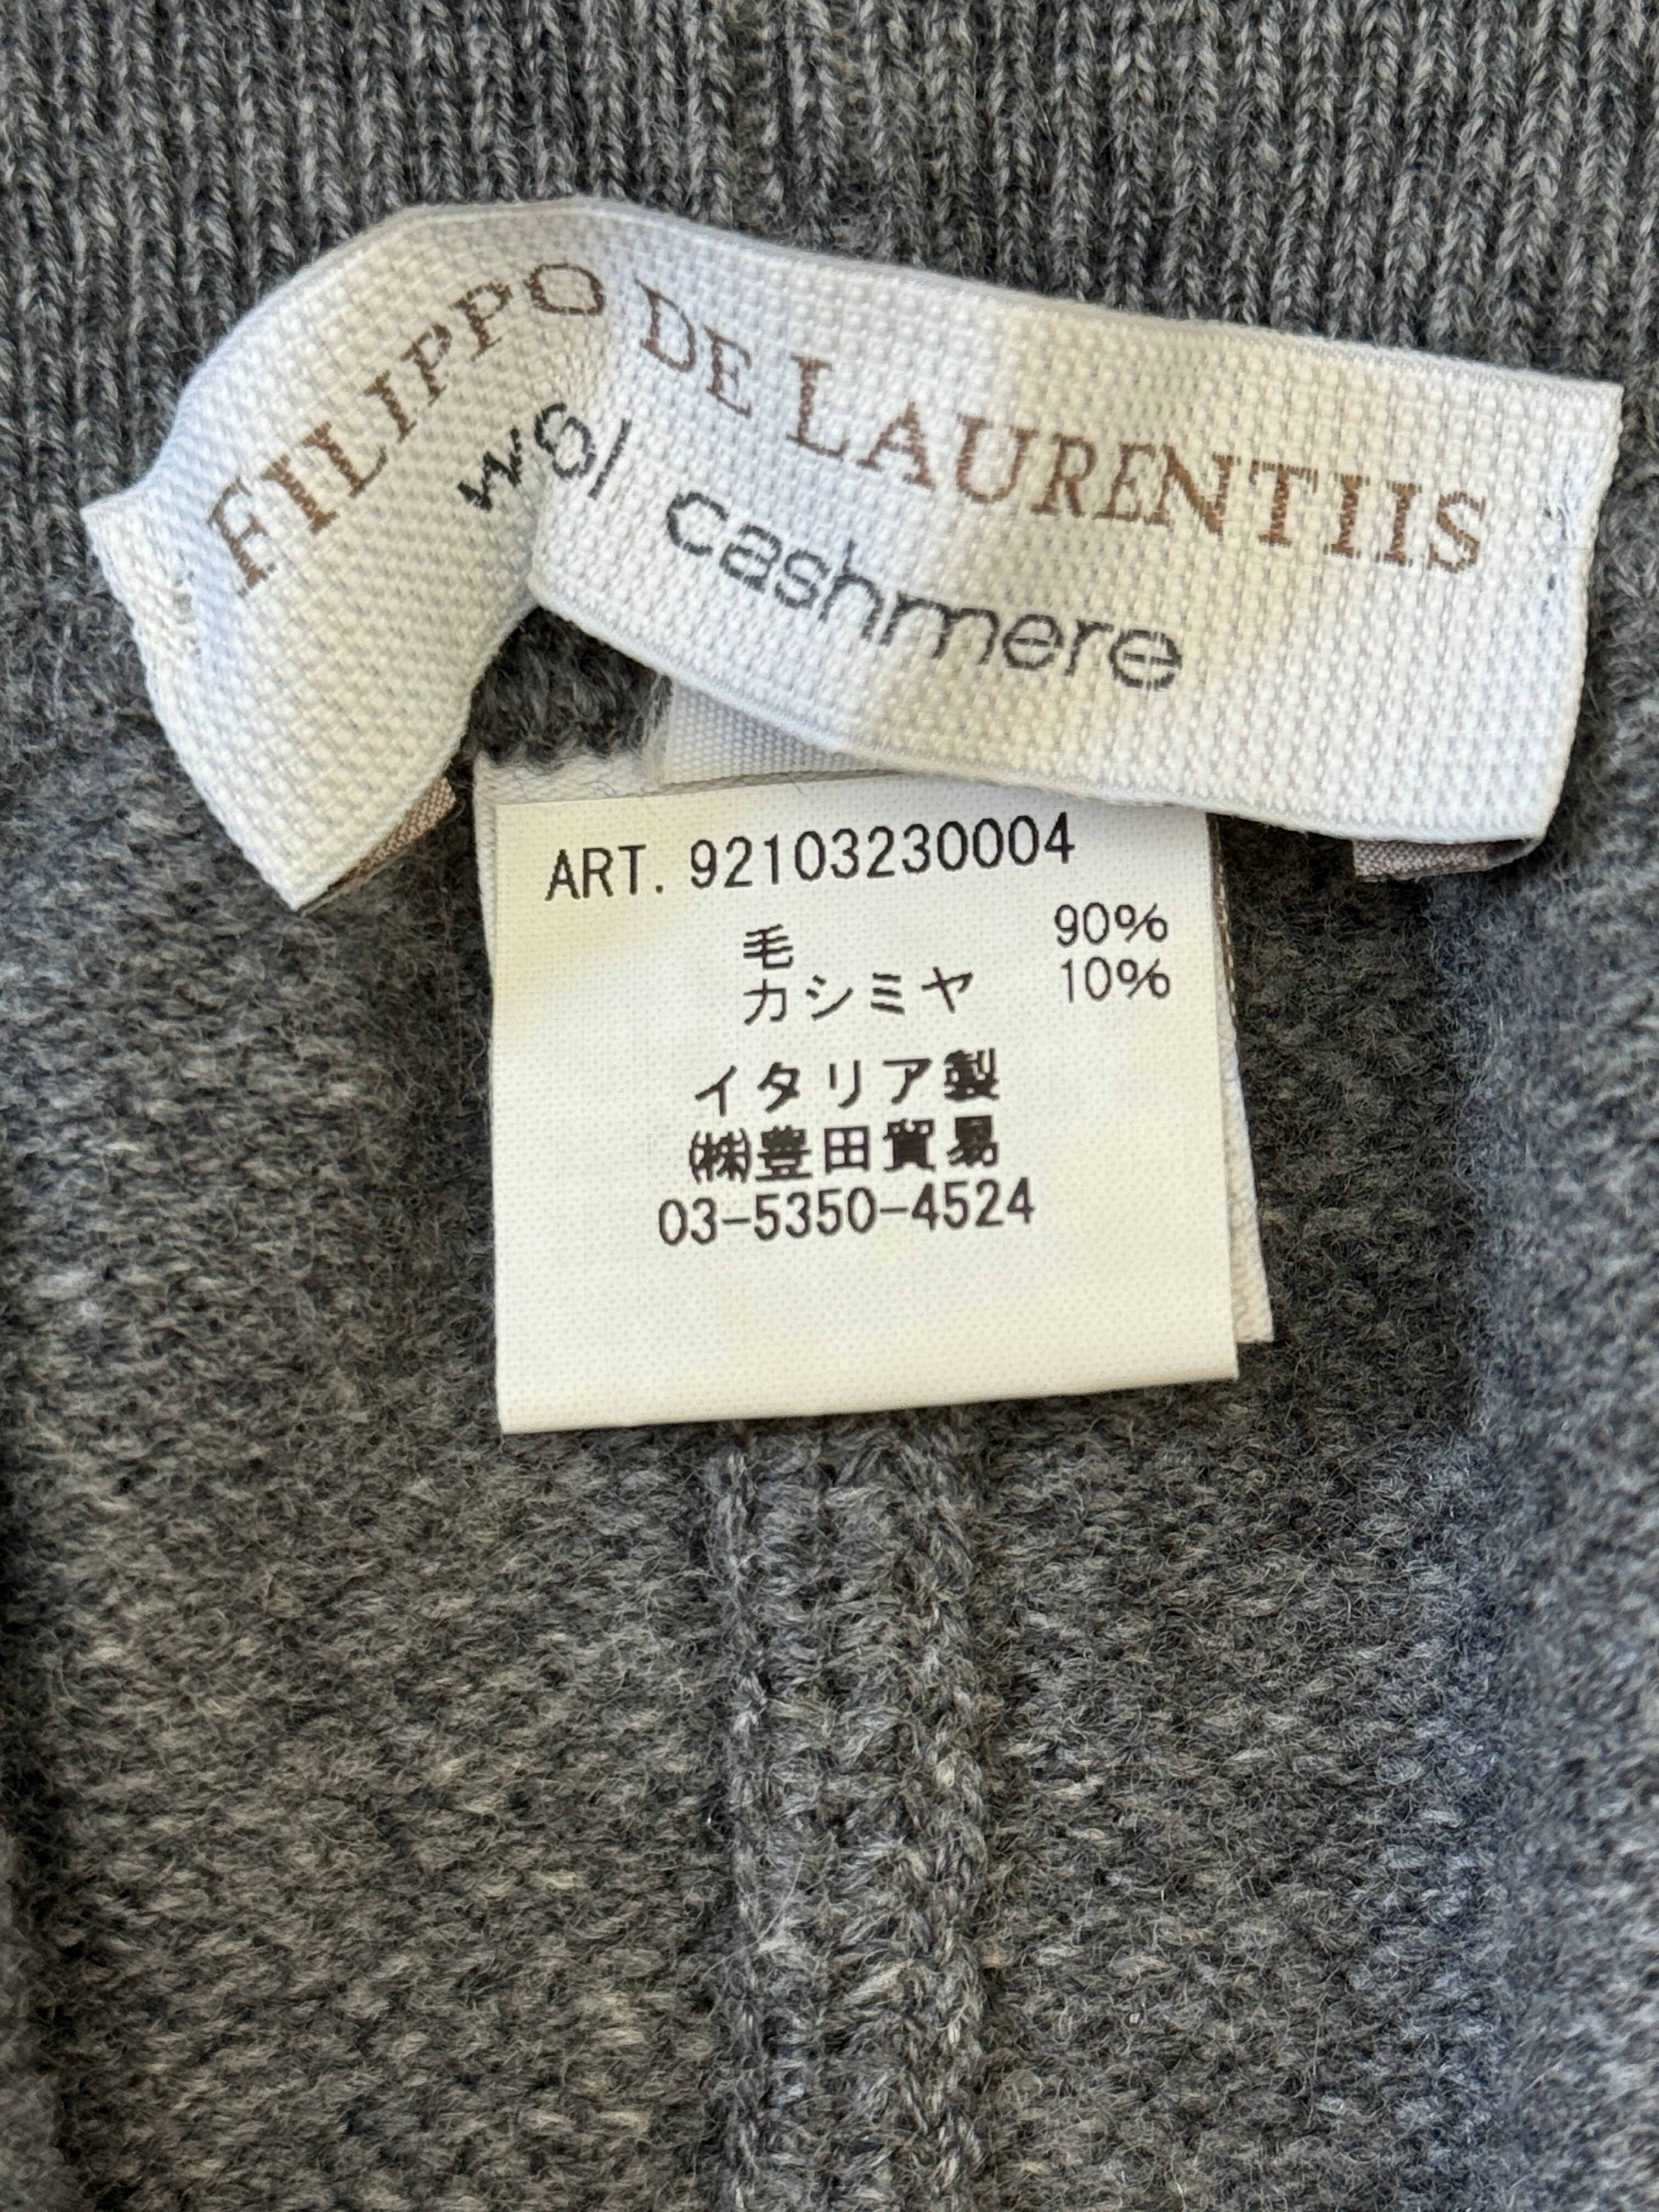 FILIPPO DE LAURENTIIS
cashmere
ART. 92103230004
毛 90%
カシミヤ 10%
イタリア製
㈱豊田貿易
03-5350-4524